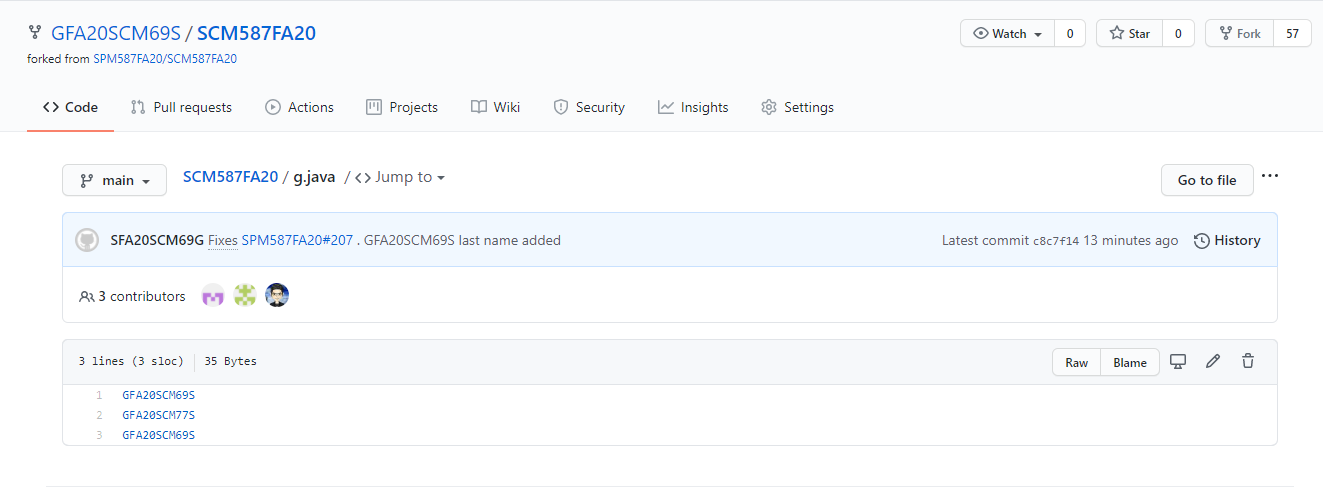 GFA20SCM69S / SCM587FA20
forked from SPM587FA20/SCM587FA20
Watch 0 Star 0 Fork 57
Code Pull requests Actions Projects Wiki Security Insights Settings
main SCM587FA20 / g.java / <> Jump to Go to file ...
SFA20SCM69G Fixes SPM587FA20#207 . GFA20SCM69S last name added Latest commit c8c7f14 13 minutes ago History
3 contributors
3 lines (3 sloc) 35 Bytes Raw Blame
1 GFA20SCM69S
2 GFA20SCM77S
3 GFA20SCM69S